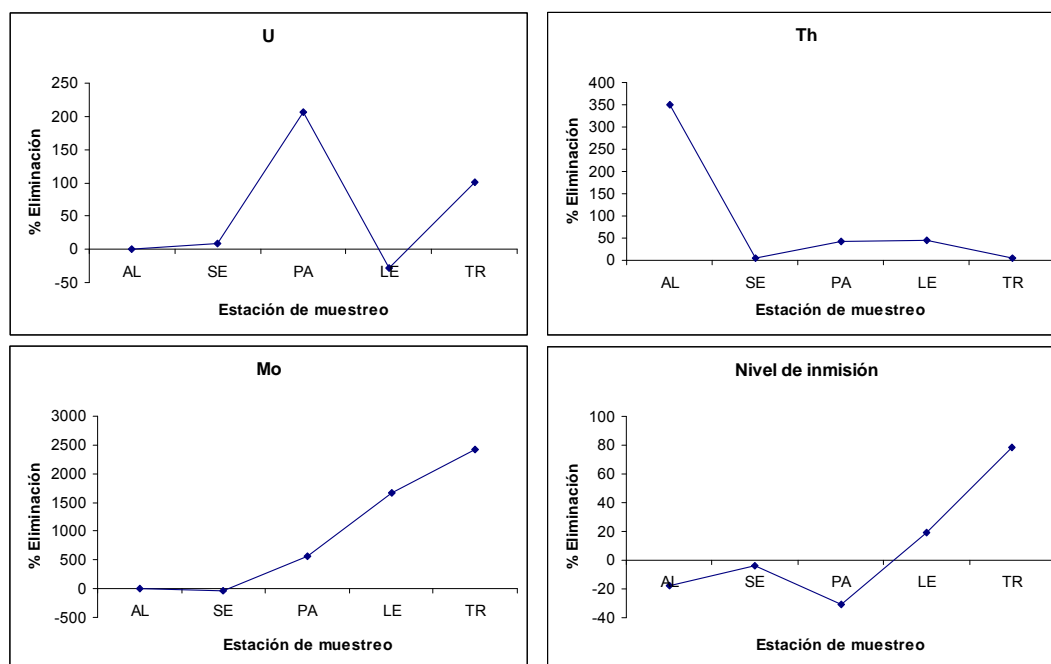 U
250
200
150
100
50
0
-50
% Eliminación
AL SE PA LE TR
Estación de muestreo
Th
400
350
300
250
200
150
100
50
0
% Eliminación
AL SE PA LE TR
Estación de muestreo
Mo
3000
2500
2000
1500
1000
500
0
-500
% Eliminación
AL SE PA LE TR
Estación de muestreo
Nivel de inmisión
100
80
60
40
20
0
-20
-40
% Eliminación
AL SE PA LE TR
Estación de muestreo